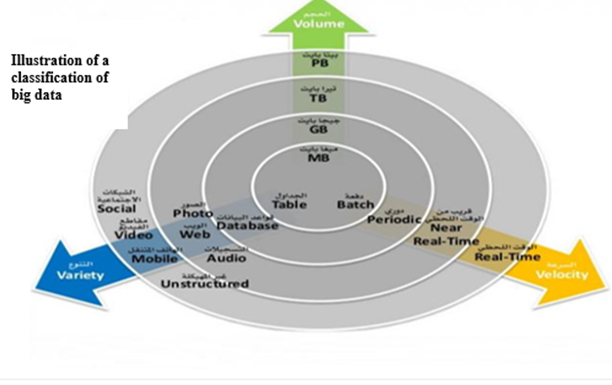 Illustration of a
classification of
big data
الحجم
Volume
بيتا بايت
PB
تيرا بايت
TB
جيجا بايت
GB
ميغا بايت
MB
الجداول
Table
دفعة
Batch
الشبكات
الاجتماعية
Social
الصور
Photo
قواعد البيانات
Database
دوري
Periodic
قريب من
الوقت اللحظي
Near
Real-Time
مقاطع
الفيديو
Video
الويب
Web
الهاتف المتنقل
Mobile
التسجيلات
Audio
الوقت اللحظي
Real-Time
غير المهيكلة
Unstructured
التنوع
Variety
السرعة
Velocity